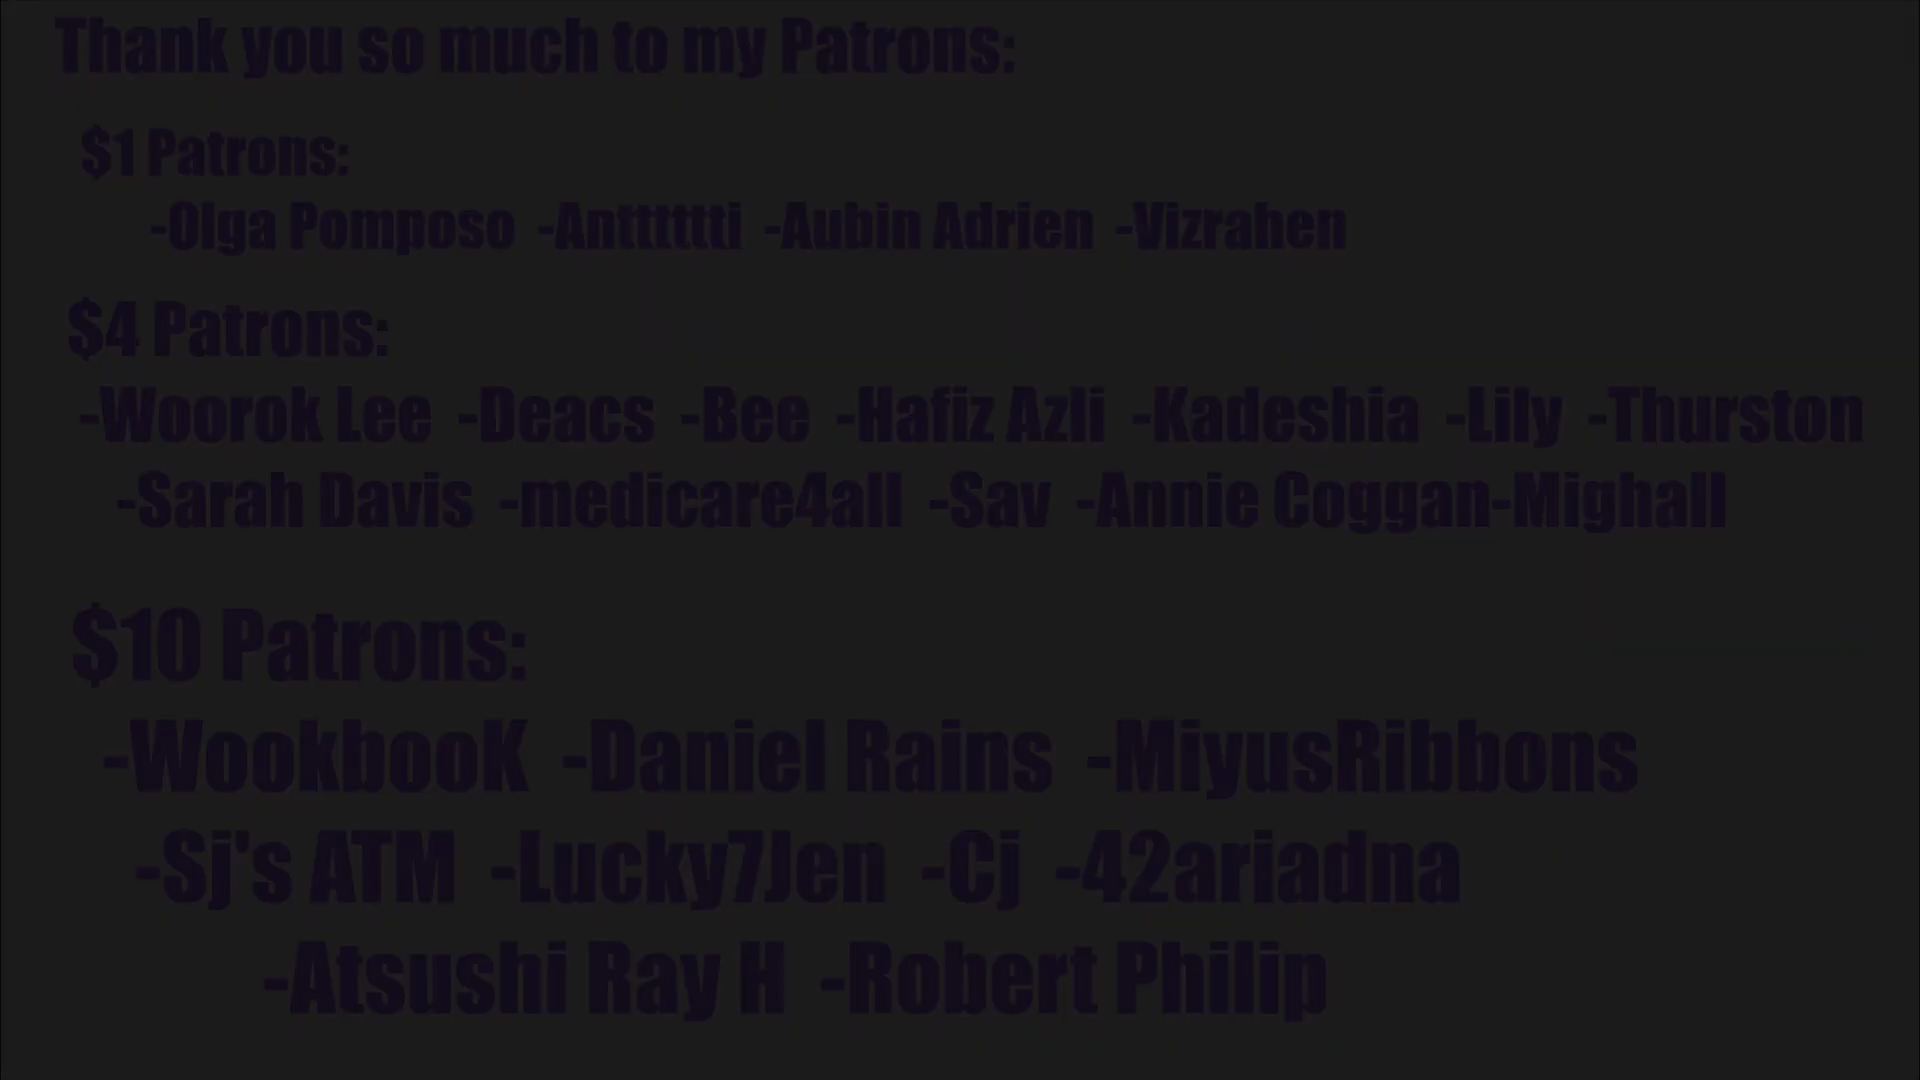 Thank you so much to my Patrons:
$1 Patrons:
-Olga Pomposo -Anttttttti -Aubin Adrien -Vizrahen
$4 Patrons:
-Woorok Lee -Deacs -Bee -Hafiz Azli -Kadeshia -Lily -Thurston
-Sarah Davis -medicare4all -Sav -Annie Coggan-Mighall
$10 Patrons:
-WookbooK -Daniel Rains -MiyusRibbons
-Sj's ATM -Lucky7Jen -Cj -42ariadna
-Atsushi Ray H -Robert Philip